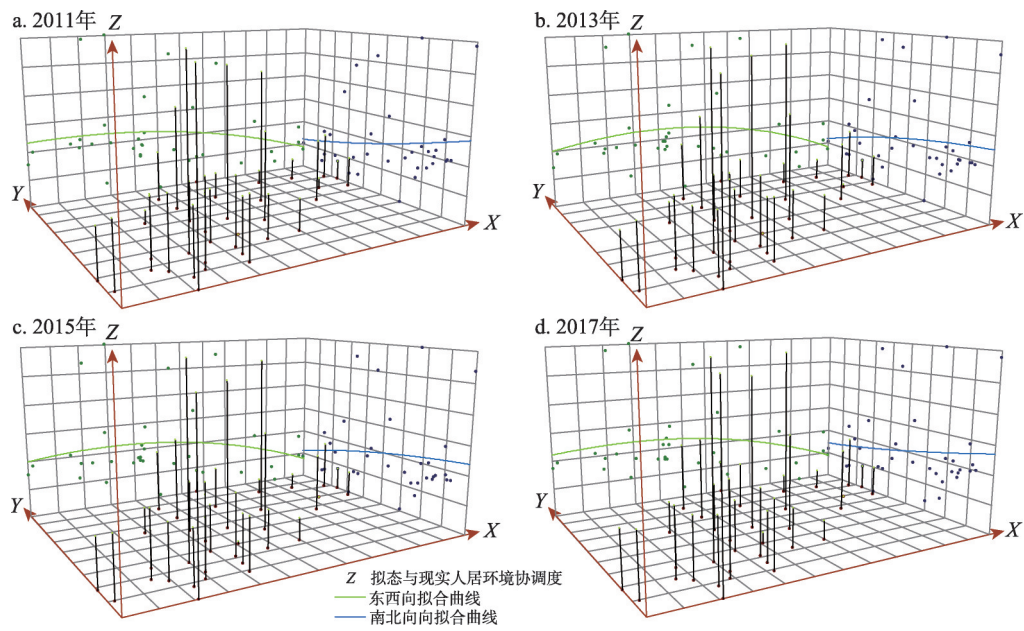 a. 2011年
Z
Y
X
b. 2013年
Z
Y
X
c. 2015年
Z
Y
X
d. 2017年
Z
Y
X
Z 拟态与现实人居环境协调度
东西向拟合曲线
南北向向拟合曲线